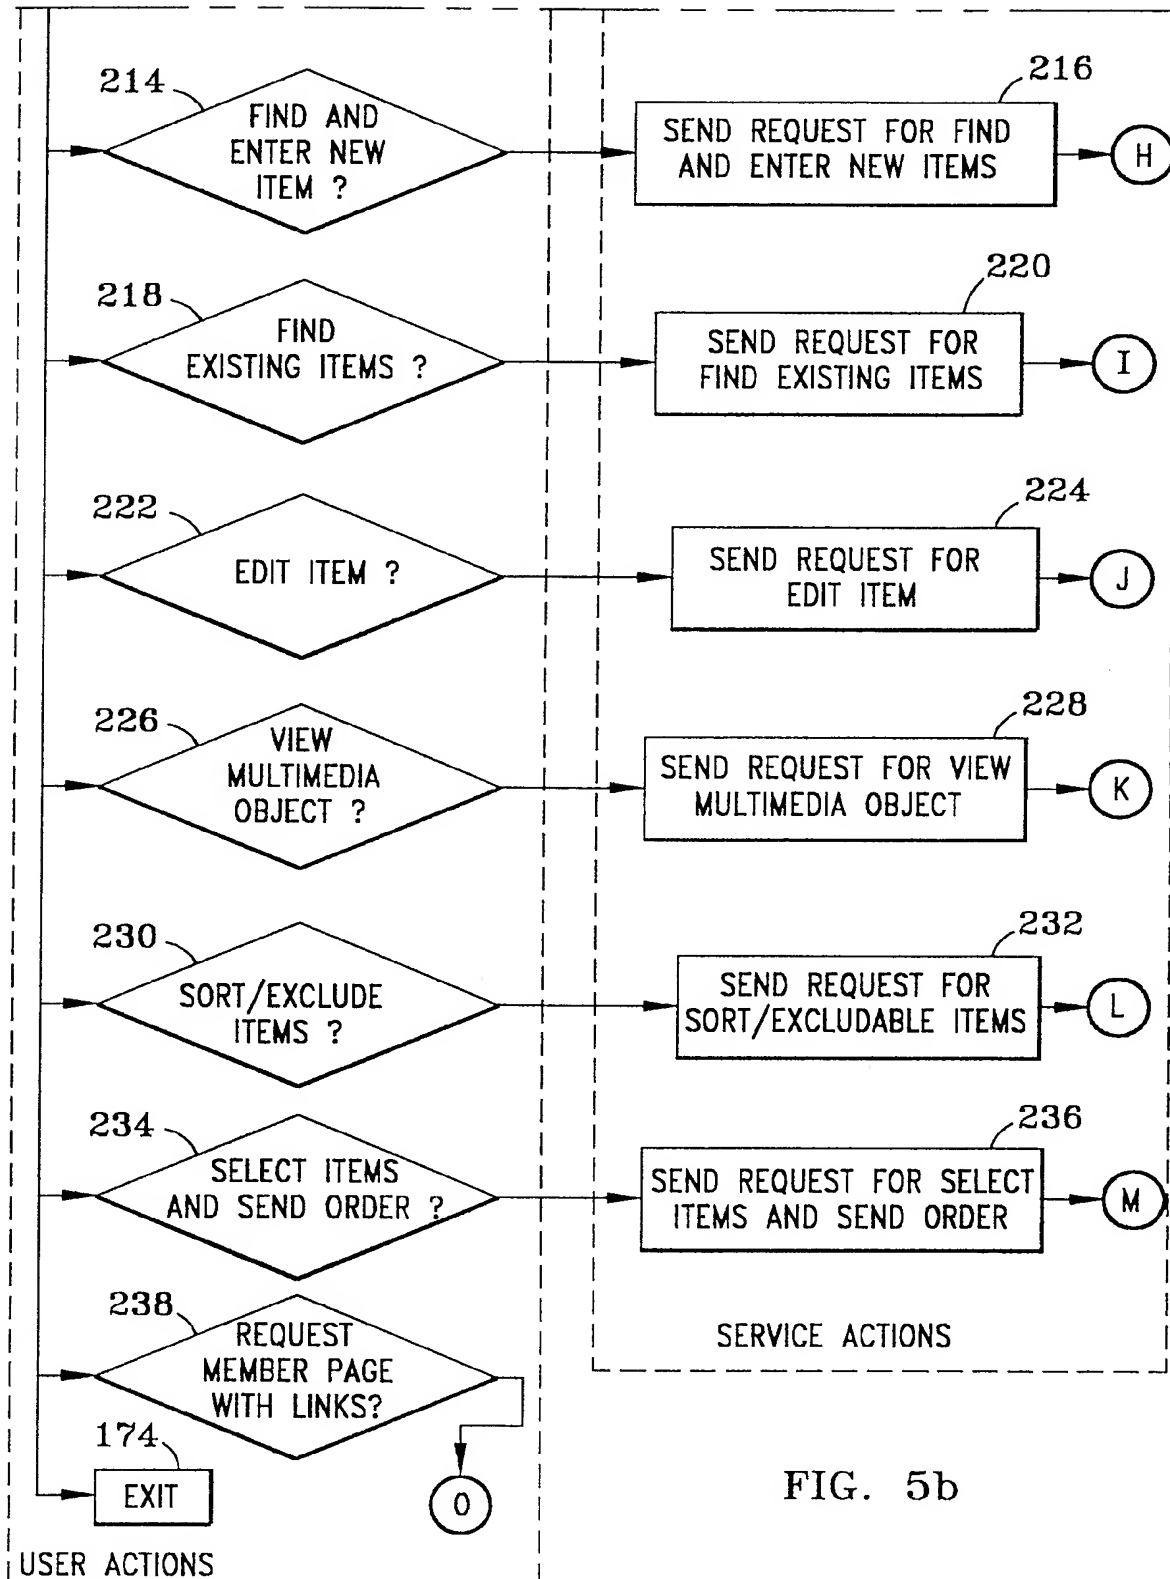 214
FIND AND
ENTER NEW
ITEM ?
216
SEND REQUEST FOR FIND
AND ENTER NEW ITEMS
H
218
FIND
EXISTING ITEMS ?
220
SEND REQUEST FOR
FIND EXISTING ITEMS
I
222
EDIT ITEM ?
224
SEND REQUEST FOR
EDIT ITEM
J
226
VIEW
MULTIMEDIA
OBJECT ?
228
SEND REQUEST FOR VIEW
MULTIMEDIA OBJECT
K
230
SORT/EXCLUDE
ITEMS ?
232
SEND REQUEST FOR
SORT/EXCLUDABLE ITEMS
L
234
SELECT ITEMS
AND SEND ORDER ?
236
SEND REQUEST FOR SELECT
ITEMS AND SEND ORDER
M
238
REQUEST
MEMBER PAGE
WITH LINKS?
SERVICE ACTIONS
174
EXIT
O
FIG. 5b
USER ACTIONS